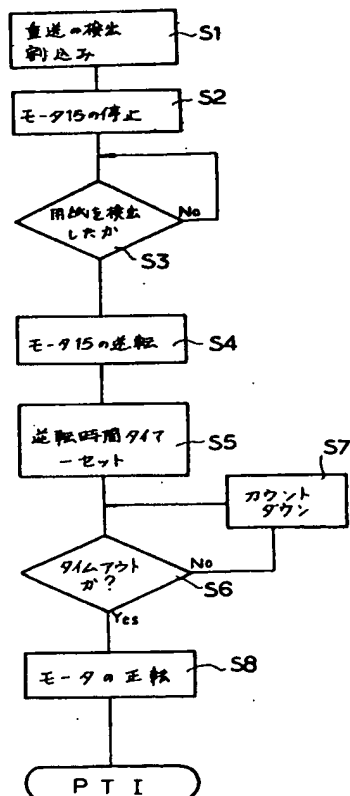 重送の検出
割込み
S1
モータ15の停止
S2
用紙を検出
したか
No
S3
モータ15の逆転
S4
逆転時間タイマ
ーセット
S5
カウント
ダウン
S7
タイムアウト
か?
No
S6
Yes
モータの正転
S8
PTI